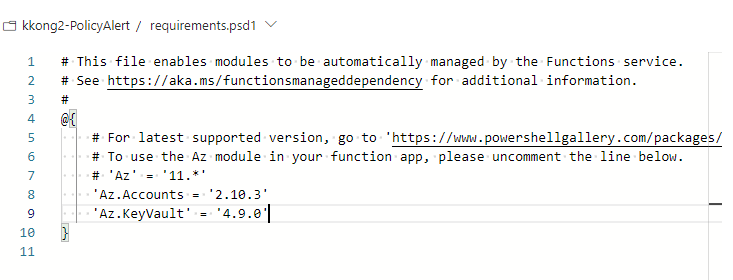 kkong2-PolicyAlert / requirements.psd1
1 # This file enables modules to be automatically managed by the Functions service.
2 # See https://aka.ms/functionsmanageddependency for additional information.
3 #
4 @{
5 # For latest supported version, go to 'https://www.powershellgallery.com/packages/
6 # To use the Az module in your function app, please uncomment the line below.
7 # 'Az' = '11.*'
8 'Az.Accounts = '2.10.3'
9 'Az.KeyVault' = '4.9.0'
10 }
11